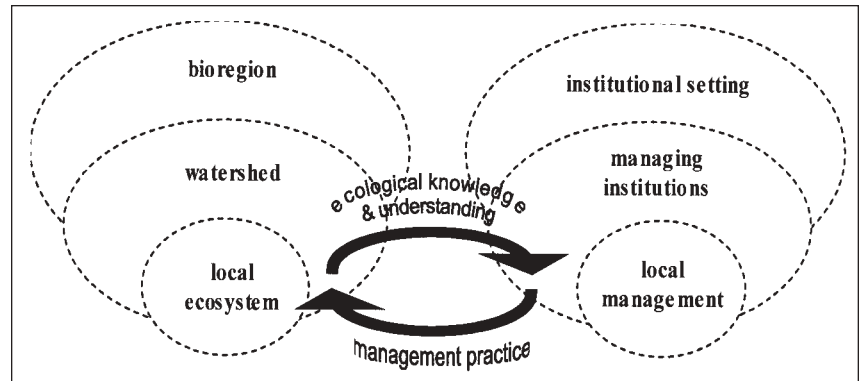 bioregion
institutional setting
watershed
managing
institutions
ecological knowledge
& understanding
local
ecosystem
local
management
management practice